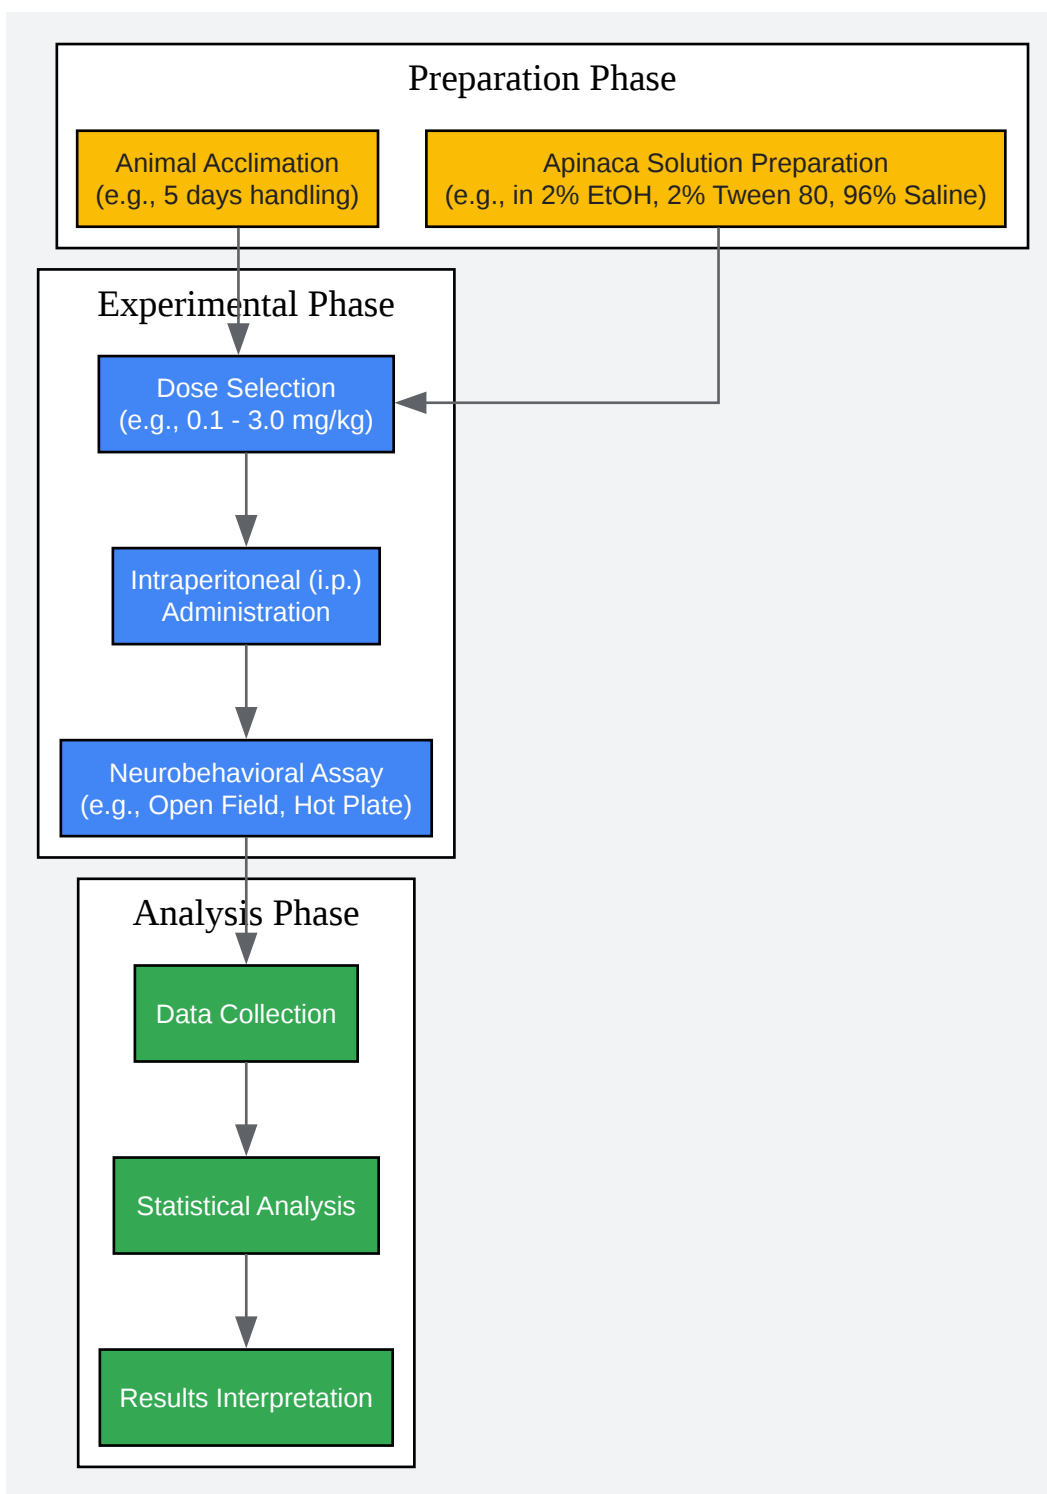 Preparation Phase
Animal Acclimation
(e.g., 5 days handling)
Apinaca Solution Preparation
(e.g., in 2% EtOH, 2% Tween 80, 96% Saline)
Experimental Phase
Dose Selection
(e.g., 0.1 - 3.0 mg/kg)
Intraperitoneal (i.p.)
Administration
Neurobehavioral Assay
(e.g., Open Field, Hot Plate)
Analysis Phase
Data Collection
Statistical Analysis
Results Interpretation